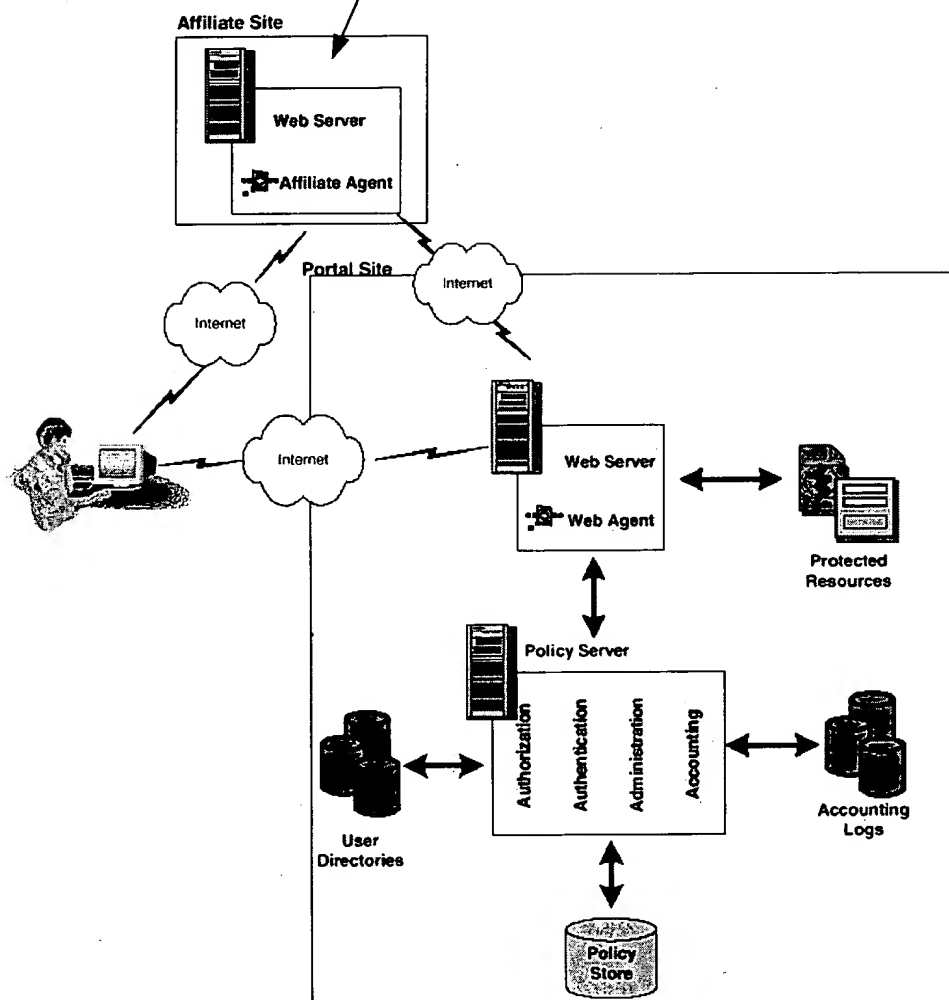 Affiliate Site
Web Server
Affiliate Agent
Portal Site
Internet
Internet
Internet
Web Server
Web Agent
Protected
Resources
Policy Server
Authorization
Authentication
Administration
Accounting
User
Directories
Accounting
Logs
Policy
Store